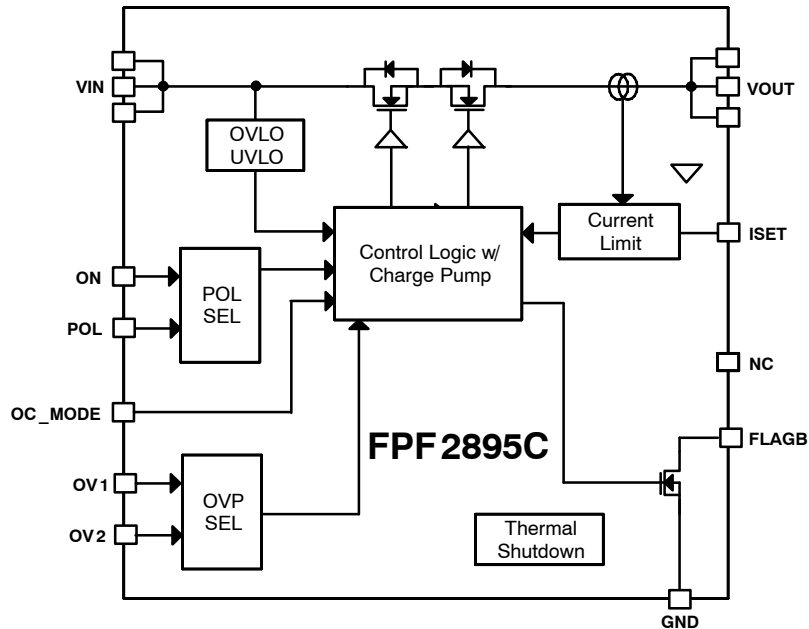 VIN
VOUT
OVLO
UVLO
Control Logic w/
Charge Pump
Current
Limit
ISET
ON
POL
SEL
POL
NC
OC_MODE
FPF2895C
FLAGB
OV1
OVP
SEL
OV2
Thermal
Shutdown
GND